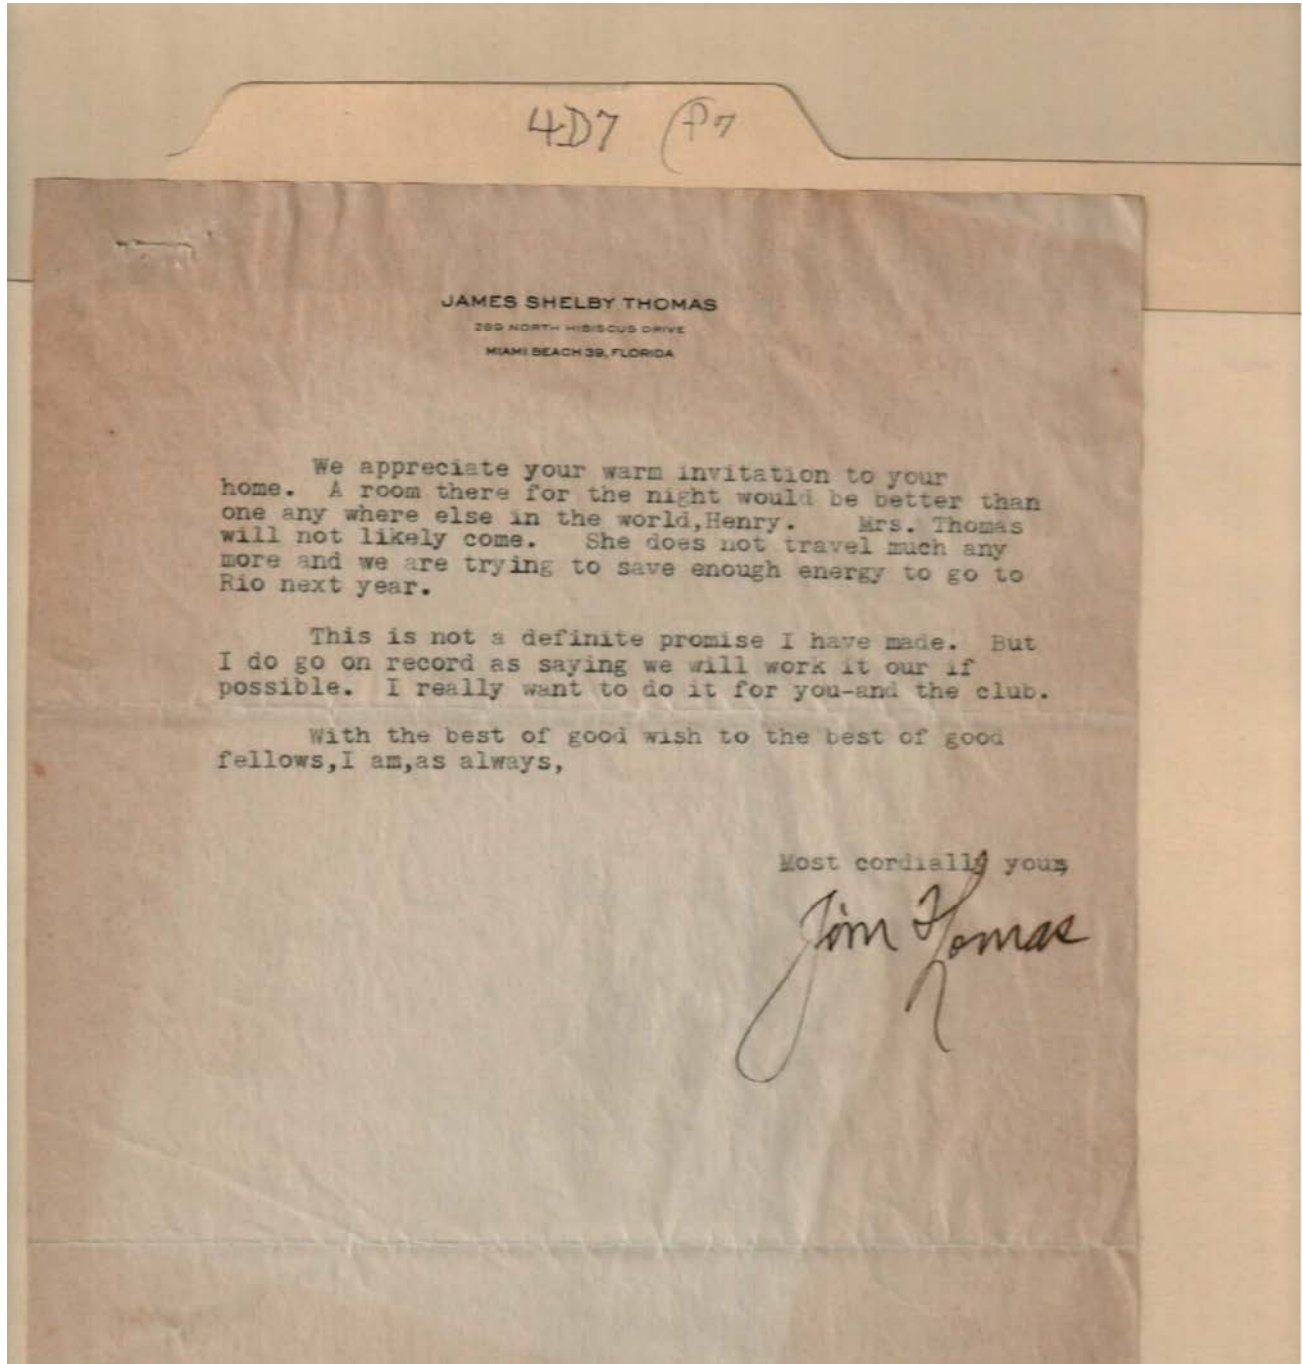 4D7 (P7
JAMES SHELBY THOMAS
289 NORTH HIBISCUS DRIVE
MIAMI BEACH 39, FLORIDA
We appreciate your warm invitation to your
home. A room there for the night would be better than
one any where else in the world,Henry. Mrs. Thomas
will not likely come. She does not travel much any
more and we are trying to save enough energy to go to
Rio next year.
This is not a definite promise I have made. But
I do go on record as saying we will work it our if
possible. I really want to do it for you-and the club.
With the best of good wish to the best of good
fellows,I am,as always,
Most cordially yours,
Jim Thomas